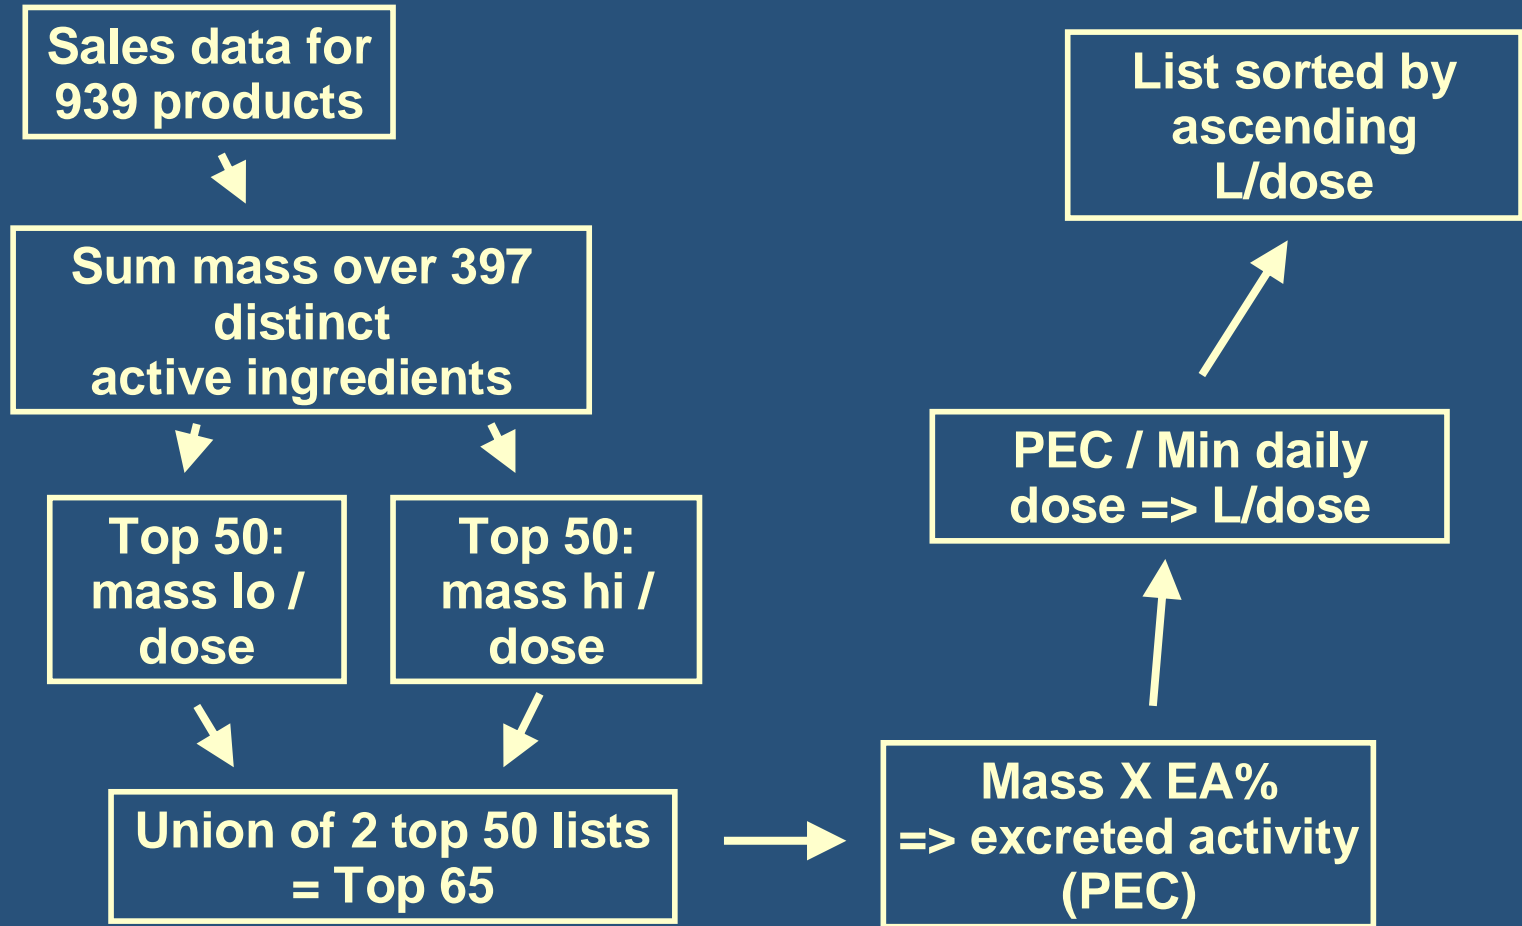 Sales data for
939 products
Sum mass over 397
distinct
active ingredients
Top 50:
mass lo /
dose
Top 50:
mass hi /
dose
Union of 2 top 50 lists
= Top 65
Mass X EA%
=> excreted activity
(PEC)
PEC / Min daily
dose => L/dose
List sorted by
ascending
L/dose